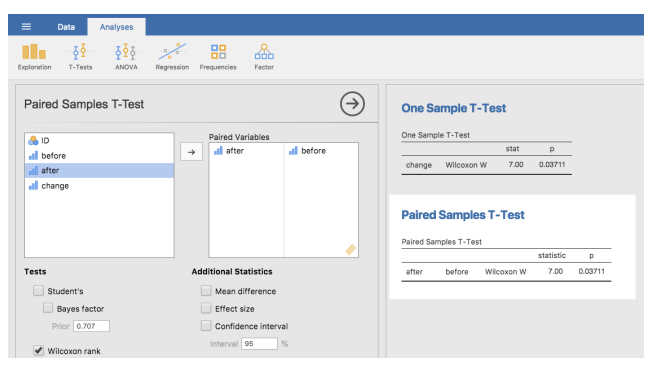 Data Analyses
Exploration T-Tests ANOVA Regression Frequencies Factor
Paired Samples T-Test
ID
before
after
change
Paired Variables
after before
Tests
Student's
Bayes factor
Prior 0.707
Wilcoxon rank
Additional Statistics
Mean difference
Effect size
Confidence interval
Interval 95 %
One Sample T-Test
One Sample T-Test
stat p
change Wilcoxon W 7.00 0.03711
Paired Samples T-Test
Paired Samples T-Test
statistic p
after before Wilcoxon W 7.00 0.03711